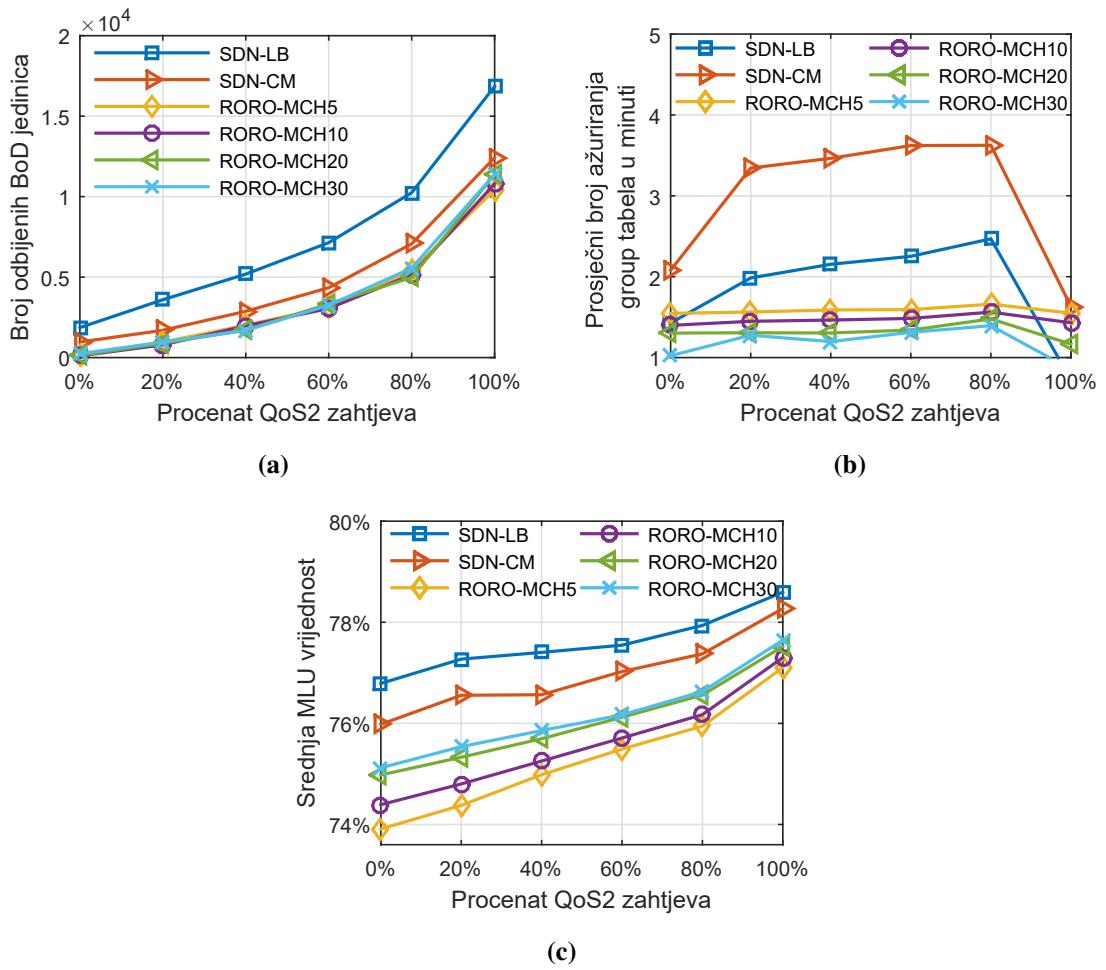 ×10⁴
2
1.5
1
0.5
0
0%
20%
40%
60%
80%
100%
Broj odbijenih BoD jedinica
Procenat QoS2 zahtjeva
SDN-LB
SDN-CM
RORO-MCH5
RORO-MCH10
RORO-MCH20
RORO-MCH30
(a)
5
4
3
2
1
0%
20%
40%
60%
80%
100%
Prosječni broj ažuriranja
group tabela u minuti
Procenat QoS2 zahtjeva
SDN-LB
SDN-CM
RORO-MCH5
RORO-MCH10
RORO-MCH20
RORO-MCH30
(b)
80%
78%
76%
74%
0%
20%
40%
60%
80%
100%
Srednja MLU vrijednost
Procenat QoS2 zahtjeva
SDN-LB
SDN-CM
RORO-MCH5
RORO-MCH10
RORO-MCH20
RORO-MCH30
(c)